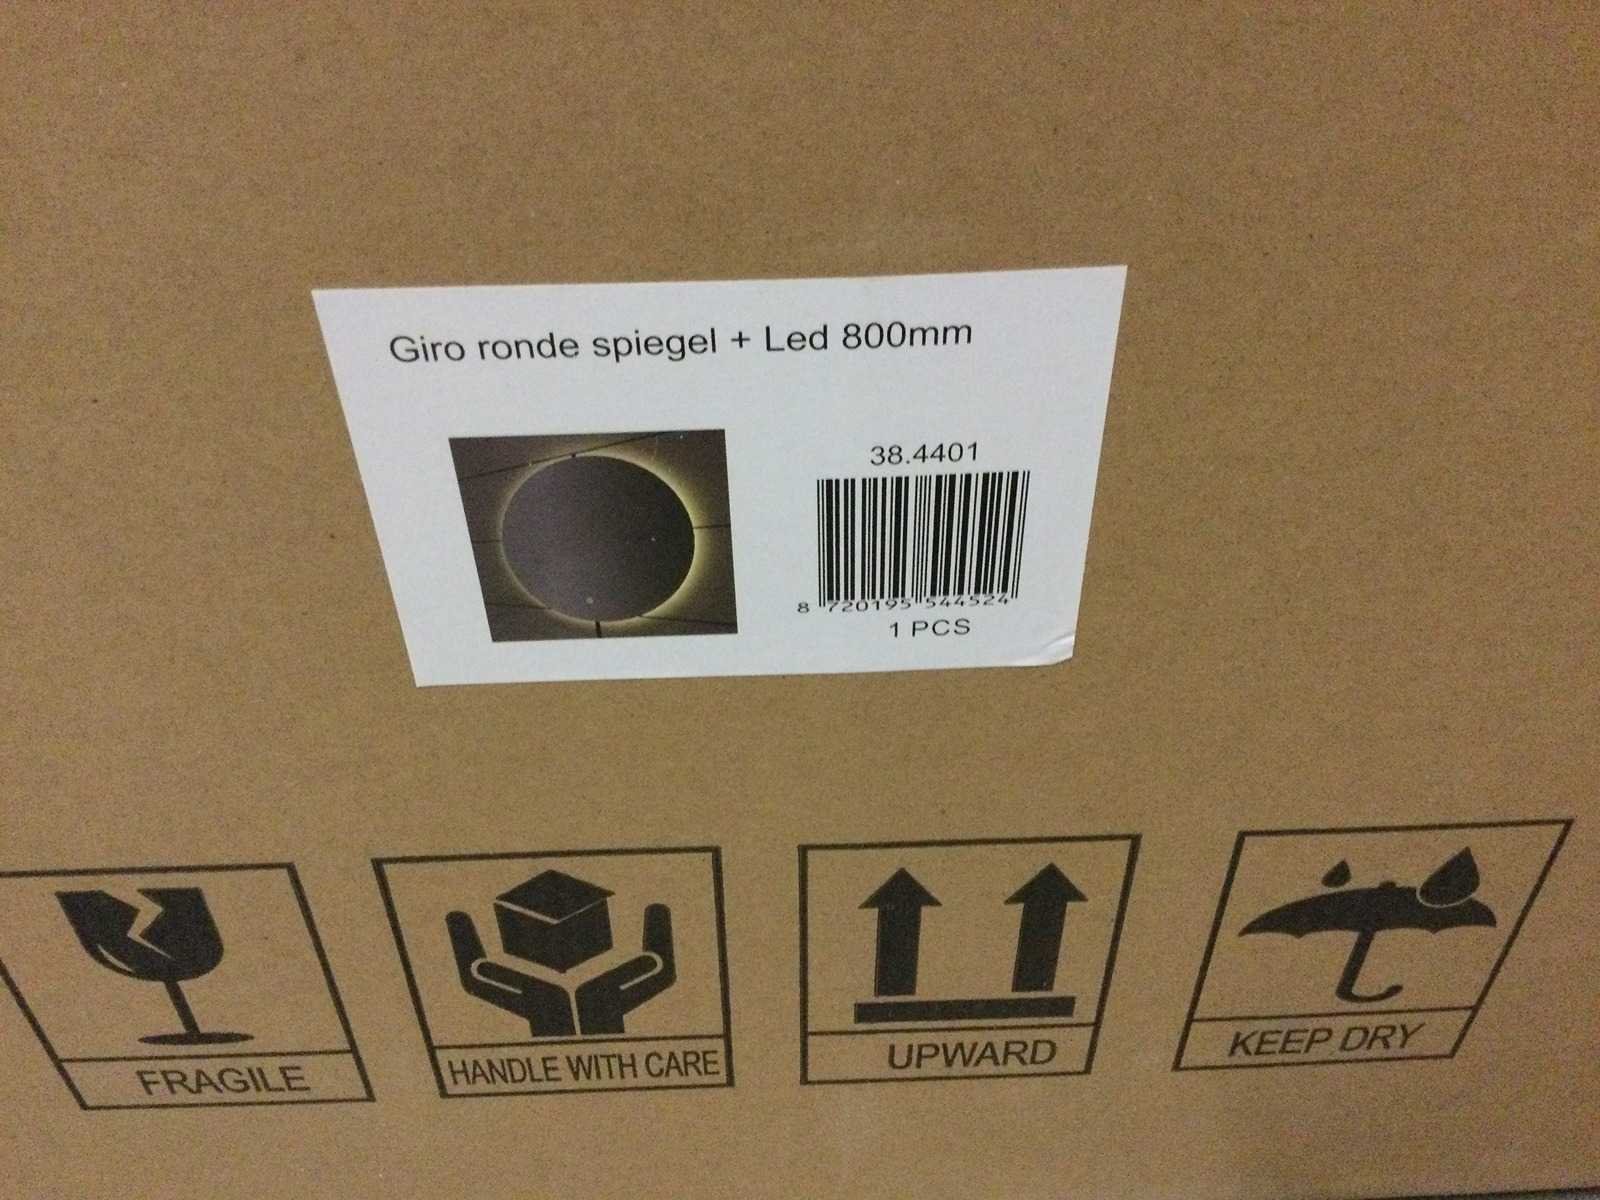 Giro ronde spiegel + Led 800mm
38.4401
8 720195 544524
1 PCS
FRAGILE
HANDLE WITH CARE
UPWARD
KEEP DRY